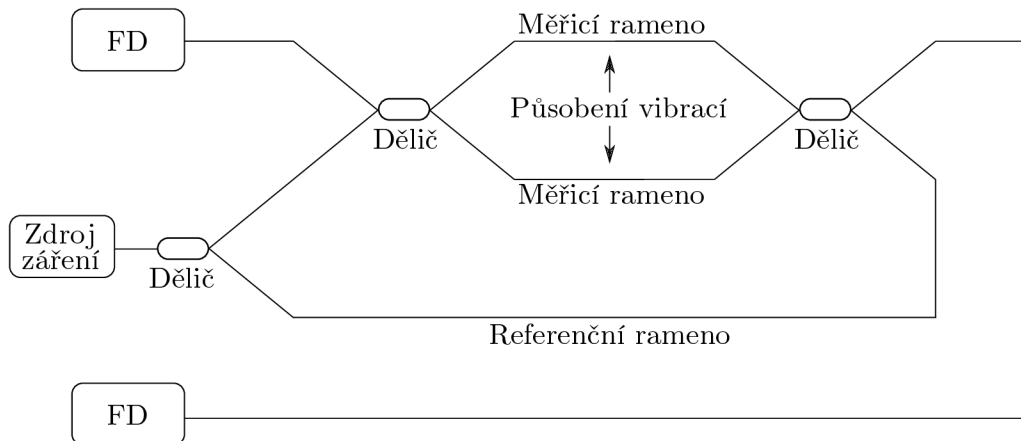 FD
Měřicí rameno
Působení vibrací
Dělič
Dělič
Měřicí rameno
Zdroj
záření
Dělič
Referenční rameno
FD